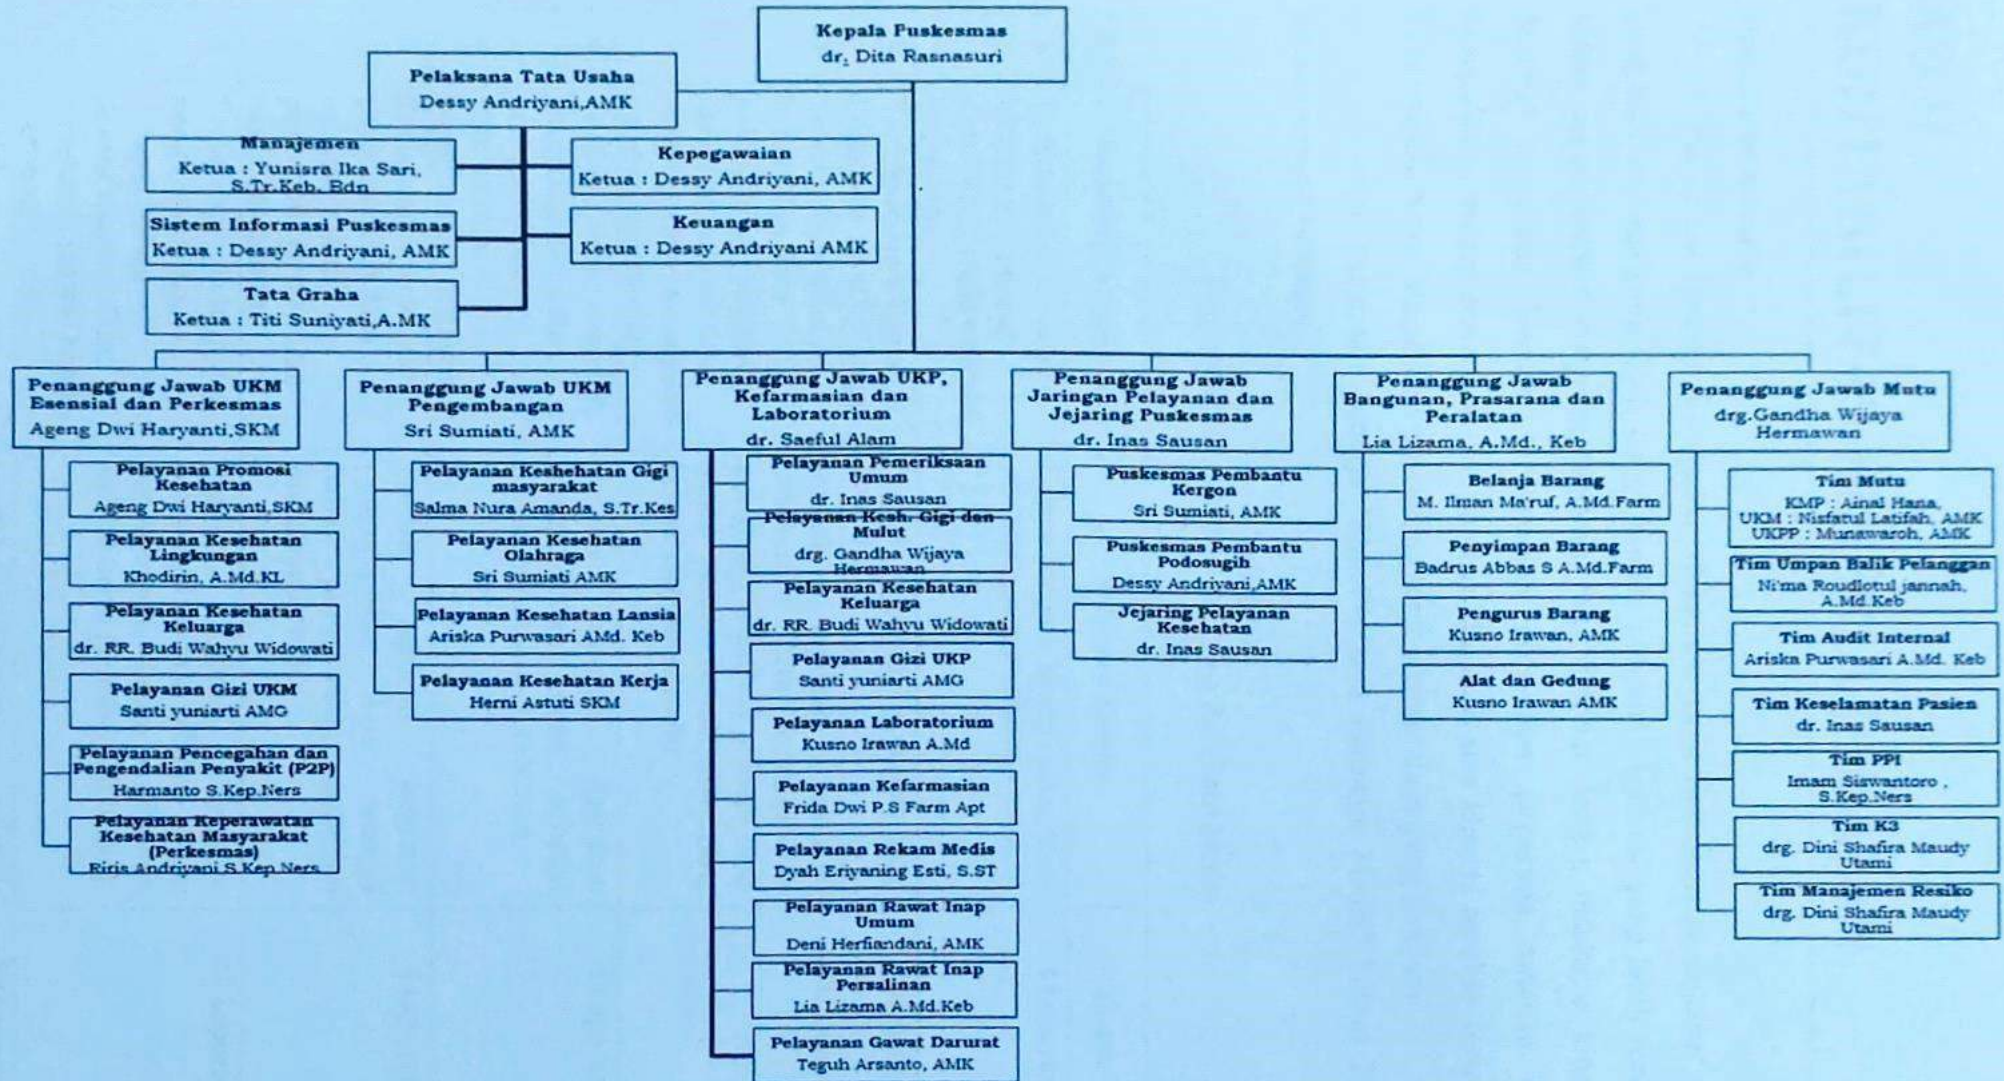 Kepala Puskesmas
dr. Dita Rasnasuri
Pelaksana Tata Usaha
Dessy Andriyani,AMK
Manajemen
Ketua : Yunisra Ika Sari,
S.Tr.Keb. Bdn
Kepegawaian
Ketua : Dessy Andriyani, AMK
Sistem Informasi Puskesmas
Ketua : Dessy Andriyani, AMK
Keuangan
Ketua : Dessy Andriyani AMK
Tata Graha
Ketua : Titi Suniyati,A.MK
Penanggung Jawab UKM
Esensial dan Perkesmas
Ageng Dwi Haryanti,SKM
Pelayanan Promosi
Kesehatan
Ageng Dwi Haryanti,SKM
Pelayanan Kesehatan
Lingkungan
Khodirin, A.Md.KL
Pelayanan Kesehatan
Keluarga
dr. RR. Budi Wahyu Widowati
Pelayanan Gizi UKM
Santi yuniarti AMG
Pelayanan Pencegahan dan
Pengendalian Penyakit (P2P)
Harmanto S.Kep.Ners
Pelayanan Keperawatan
Kesehatan Masyarakat
(Perkesmas)
Riris Andriyani S.Kep.Ners
Penanggung Jawab UKM
Pengembangan
Sri Sumiati, AMK
Pelayanan Keshehatan Gigi
masyarakat
Salma Nura Amanda, S.Tr.Kes
Pelayanan Kesehatan
Olahraga
Sri Sumiati AMK
Pelayanan Kesehatan Lansia
Ariska Purwasari AMd. Keb
Pelayanan Kesehatan Kerja
Herni Astuti SKM
Penanggung Jawab UKP,
Kefarmasian dan
Laboratorium
dr. Saeful Alam
Pelayanan Pemeriksaan
Umum
dr. Inas Sausan
Pelayanan Kesh. Gigi dan
Mulut
drg. Gandha Wijaya
Hermawan
Pelayanan Kesehatan
Keluarga
dr. RR. Budi Wahyu Widowati
Pelayanan Gizi UKP
Santi yuniarti AMG
Pelayanan Laboratorium
Kusno Irawan A.Md
Pelayanan Kefarmasian
Frida Dwi P.S Farm Apt
Pelayanan Rekam Medis
Dyah Eriyaning Esti, S.ST
Pelayanan Rawat Inap
Umum
Deni Herfiandani, AMK
Pelayanan Rawat Inap
Persalinan
Lia Lizama A.Md.Keb
Pelayanan Gawat Darurat
Teguh Arsanto, AMK
Penanggung Jawab
Jaringan Pelayanan dan
Jejaring Puskesmas
dr. Inas Sausan
Puskesmas Pembantu
Kergon
Sri Sumiati, AMK
Puskesmas Pembantu
Podosugih
Dessy Andriyani,AMK
Jejaring Pelayanan
Kesehatan
dr. Inas Sausan
Penanggung Jawab
Bangunan, Prasarana dan
Peralatan
Lia Lizama, A.Md., Keb
Belanja Barang
M. Ilman Ma'ruf, A.Md.Farm
Penyimpan Barang
Badrus Abbas S A.Md.Farm
Pengurus Barang
Kusno Irawan, AMK
Alat dan Gedung
Kusno Irawan AMK
Penanggung Jawab Mutu
drg.Gandha Wijaya
Hermawan
Tim Mutu
KMP : Ainal Hana,
UKM : Nisfatul Latifah, AMK
UKPP : Munawaroh, AMK
Tim Umpan Balik Pelanggan
Ni'ma Roudlotul jannah,
A.Md.Keb
Tim Audit Internal
Ariska Purwasari A.Md. Keb
Tim Keselamatan Pasien
dr. Inas Sausan
Tim PPI
Imam Siswantoro ,
S.Kep.Ners
Tim K3
drg. Dini Shafira Maudy
Utami
Tim Manajemen Resiko
drg. Dini Shafira Maudy
Utami